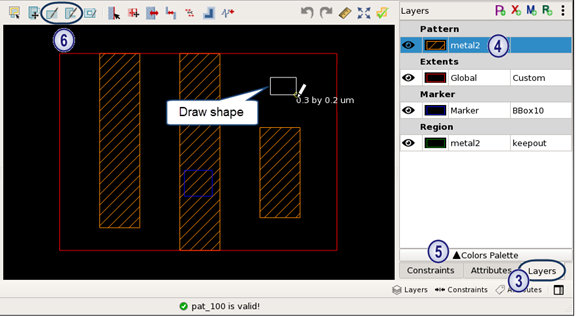 Layers
P X M R
6
Pattern
metal2
4
Extents
Global Custom
Marker
Marker BBox10
Region
metal2 keepout
Draw shape
0.3 by 0.2 um
5
▲Colors Palette
Constraints Attributes Layers
3
Layers Constraints Attributes
pat_100 is valid!